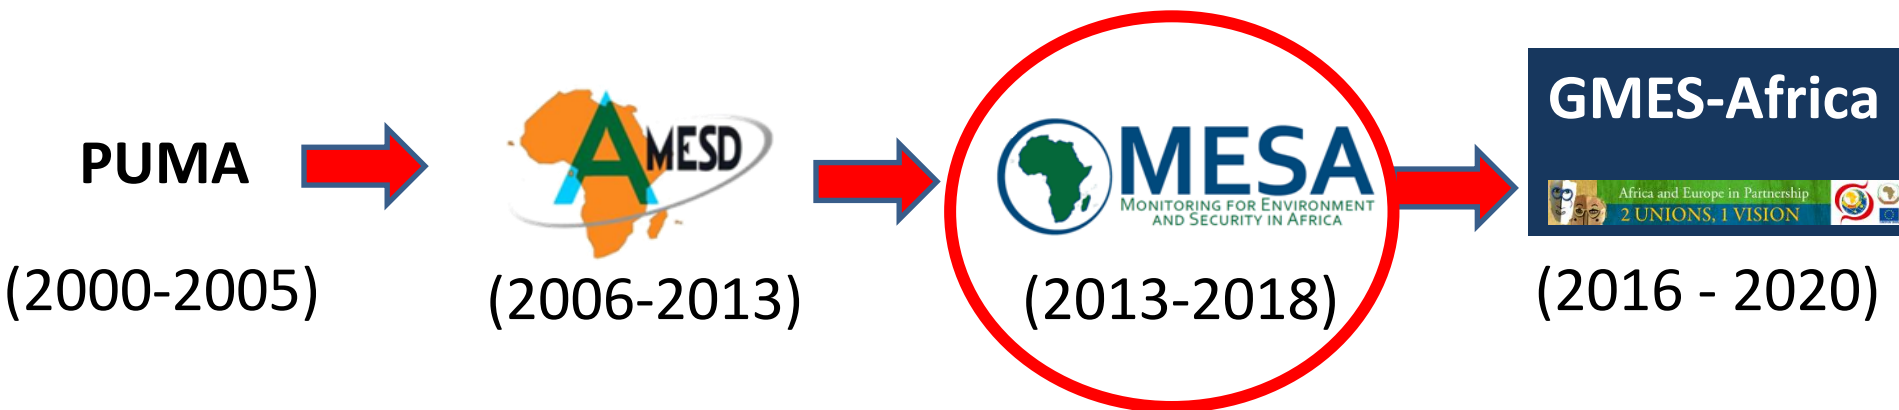 PUMA
(2000-2005)
AMESD
(2006-2013)
MESA
MONITORING FOR ENVIRONMENT
AND SECURITY IN AFRICA
(2013-2018)
GMES-Africa
Africa and Europe in Partnership
2 UNIONS, 1 VISION
(2016 - 2020)